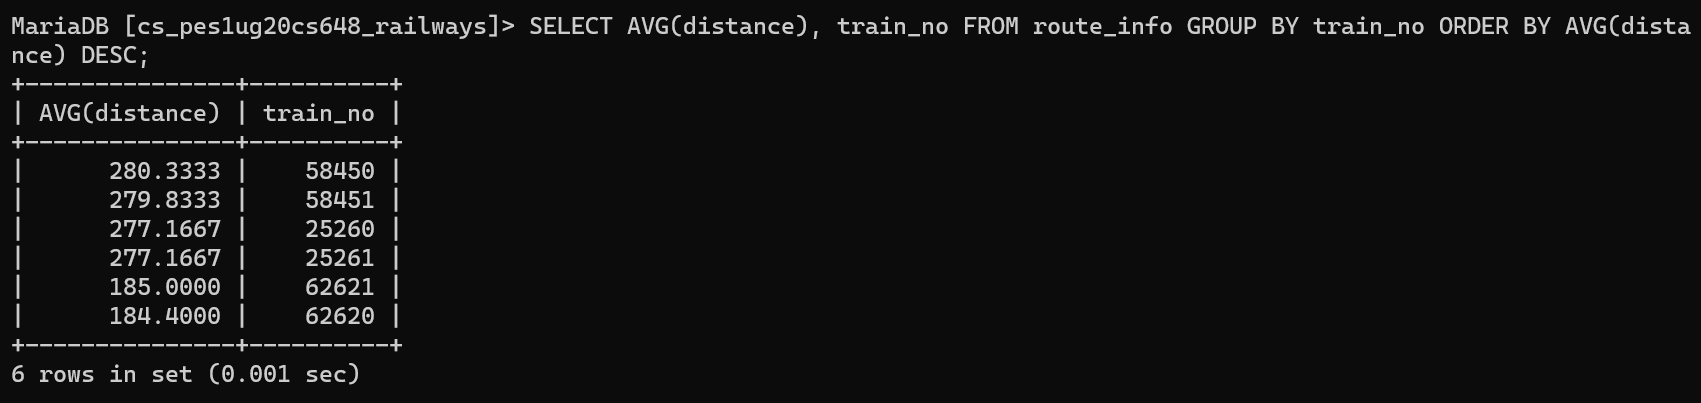 MariaDB [cs_pes1ug20cs648_railways]> SELECT AVG(distance), train_no FROM route_info GROUP BY train_no ORDER BY AVG(dista
nce) DESC;
+---------------+----------+
| AVG(distance) | train_no |
+---------------+----------+
|      280.3333 |    58450 |
|      279.8333 |    58451 |
|      277.1667 |    25260 |
|      277.1667 |    25261 |
|      185.0000 |    62621 |
|      184.4000 |    62620 |
+---------------+----------+
6 rows in set (0.001 sec)